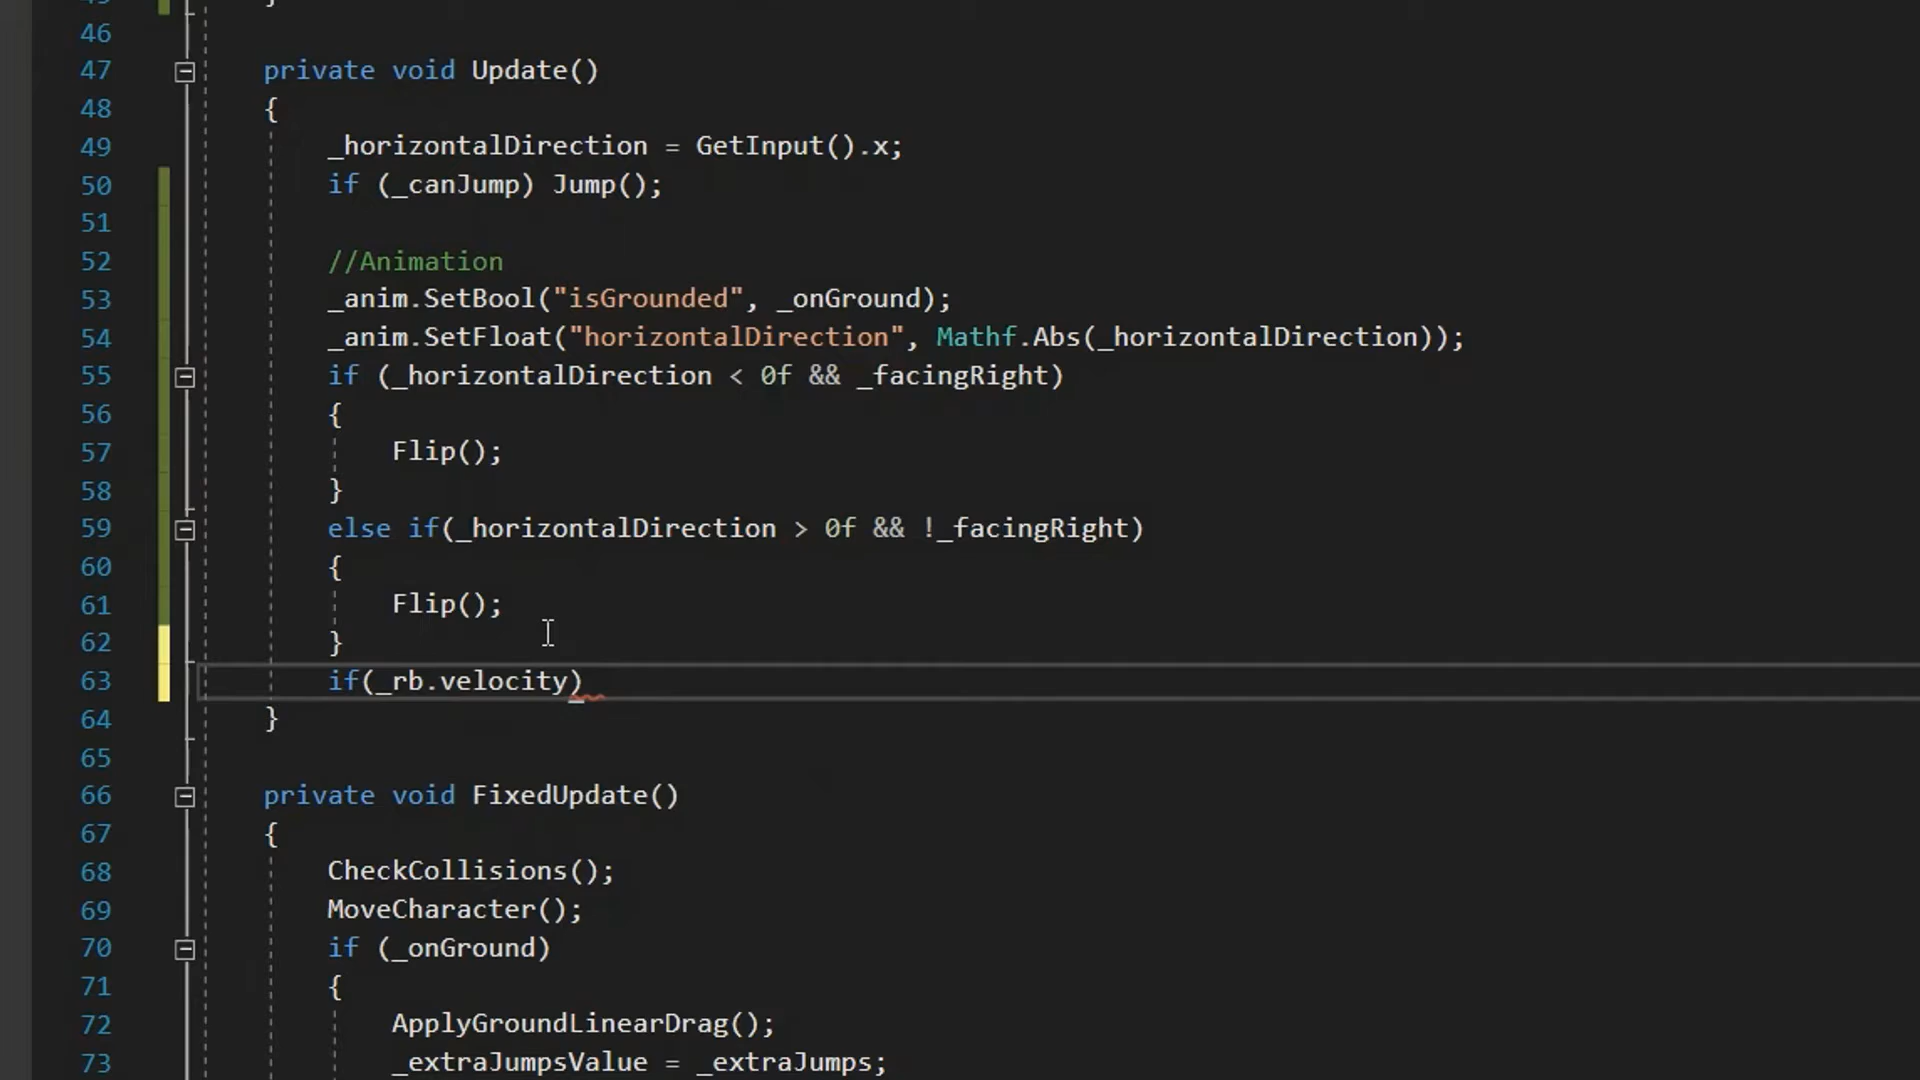 45 }
46
47 private void Update()
48 {
49 _horizontalDirection = GetInput().x;
50 if (_canJump) Jump();
51
52 //Animation
53 _anim.SetBool("isGrounded", _onGround);
54 _anim.SetFloat("horizontalDirection", Mathf.Abs(_horizontalDirection));
55 if (_horizontalDirection < 0f && _facingRight)
56 {
57 Flip();
58 }
59 else if(_horizontalDirection > 0f && !_facingRight)
60 {
61 Flip();
62 }
63 if(_rb.velocity)
64 }
65
66 private void FixedUpdate()
67 {
68 CheckCollisions();
69 MoveCharacter();
70 if (_onGround)
71 {
72 ApplyGroundLinearDrag();
73 _extraJumpsValue = _extraJumps;